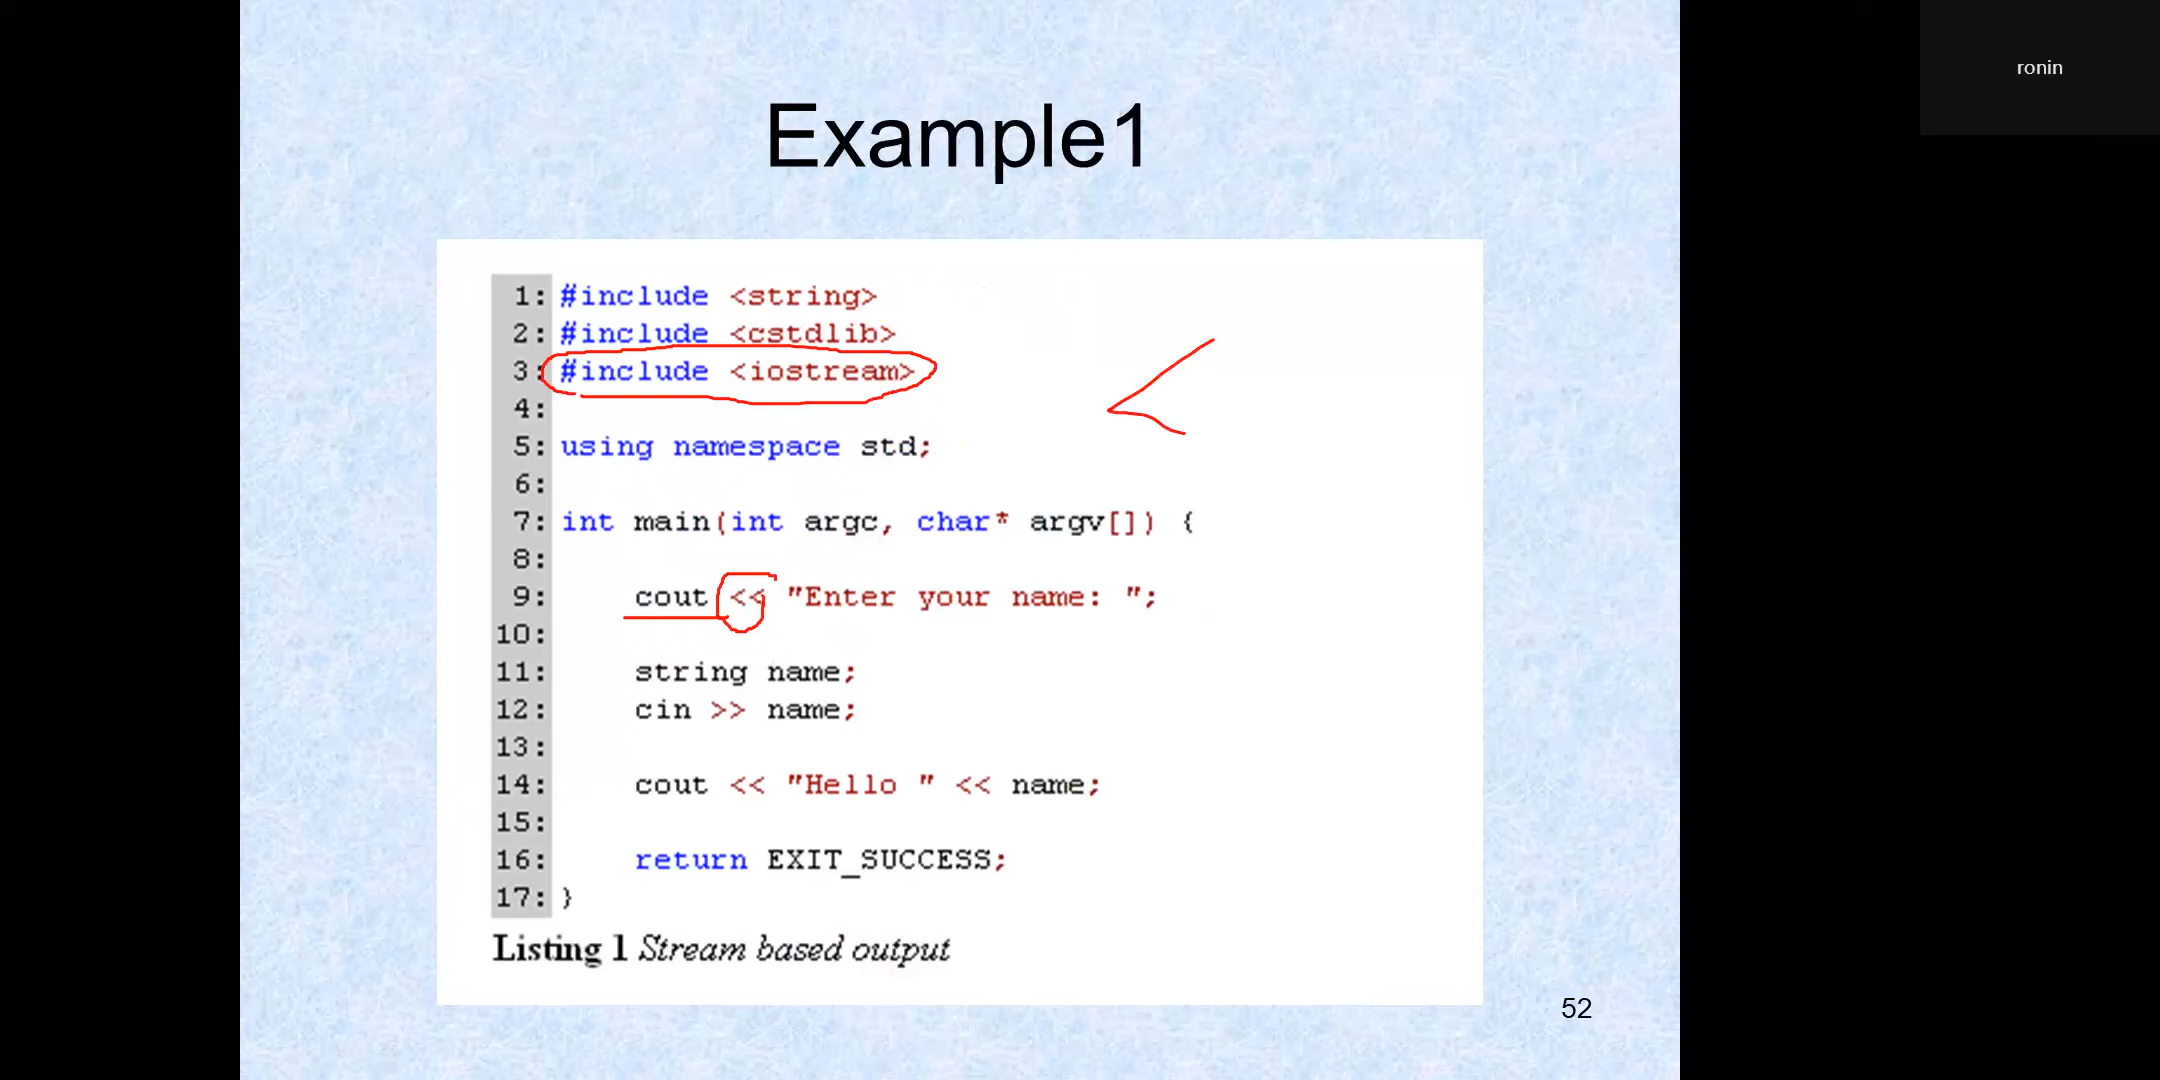 ronin
Example1
1: #include <string>
2: #include <cstdlib>
3: #include <iostream>
4:
5: using namespace std;
6:
7: int main(int argc, char* argv[]) {
8:
9: cout << "Enter your name: ";
10:
11: string name;
12: cin >> name;
13:
14: cout << "Hello " << name;
15:
16: return EXIT_SUCCESS;
17: }
Listing 1 Stream based output
52